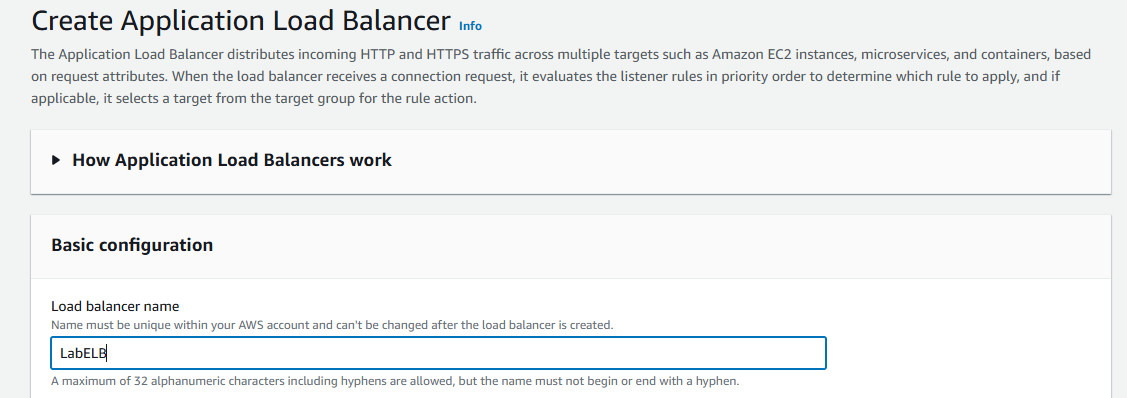 Create Application Load Balancer Info
The Application Load Balancer distributes incoming HTTP and HTTPS traffic across multiple targets such as Amazon EC2 instances, microservices, and containers, based
on request attributes. When the load balancer receives a connection request, it evaluates the listener rules in priority order to determine which rule to apply, and if
applicable, it selects a target from the target group for the rule action.
How Application Load Balancers work
Basic configuration
Load balancer name
Name must be unique within your AWS account and can't be changed after the load balancer is created.
LabELB
A maximum of 32 alphanumeric characters including hyphens are allowed, but the name must not begin or end with a hyphen.